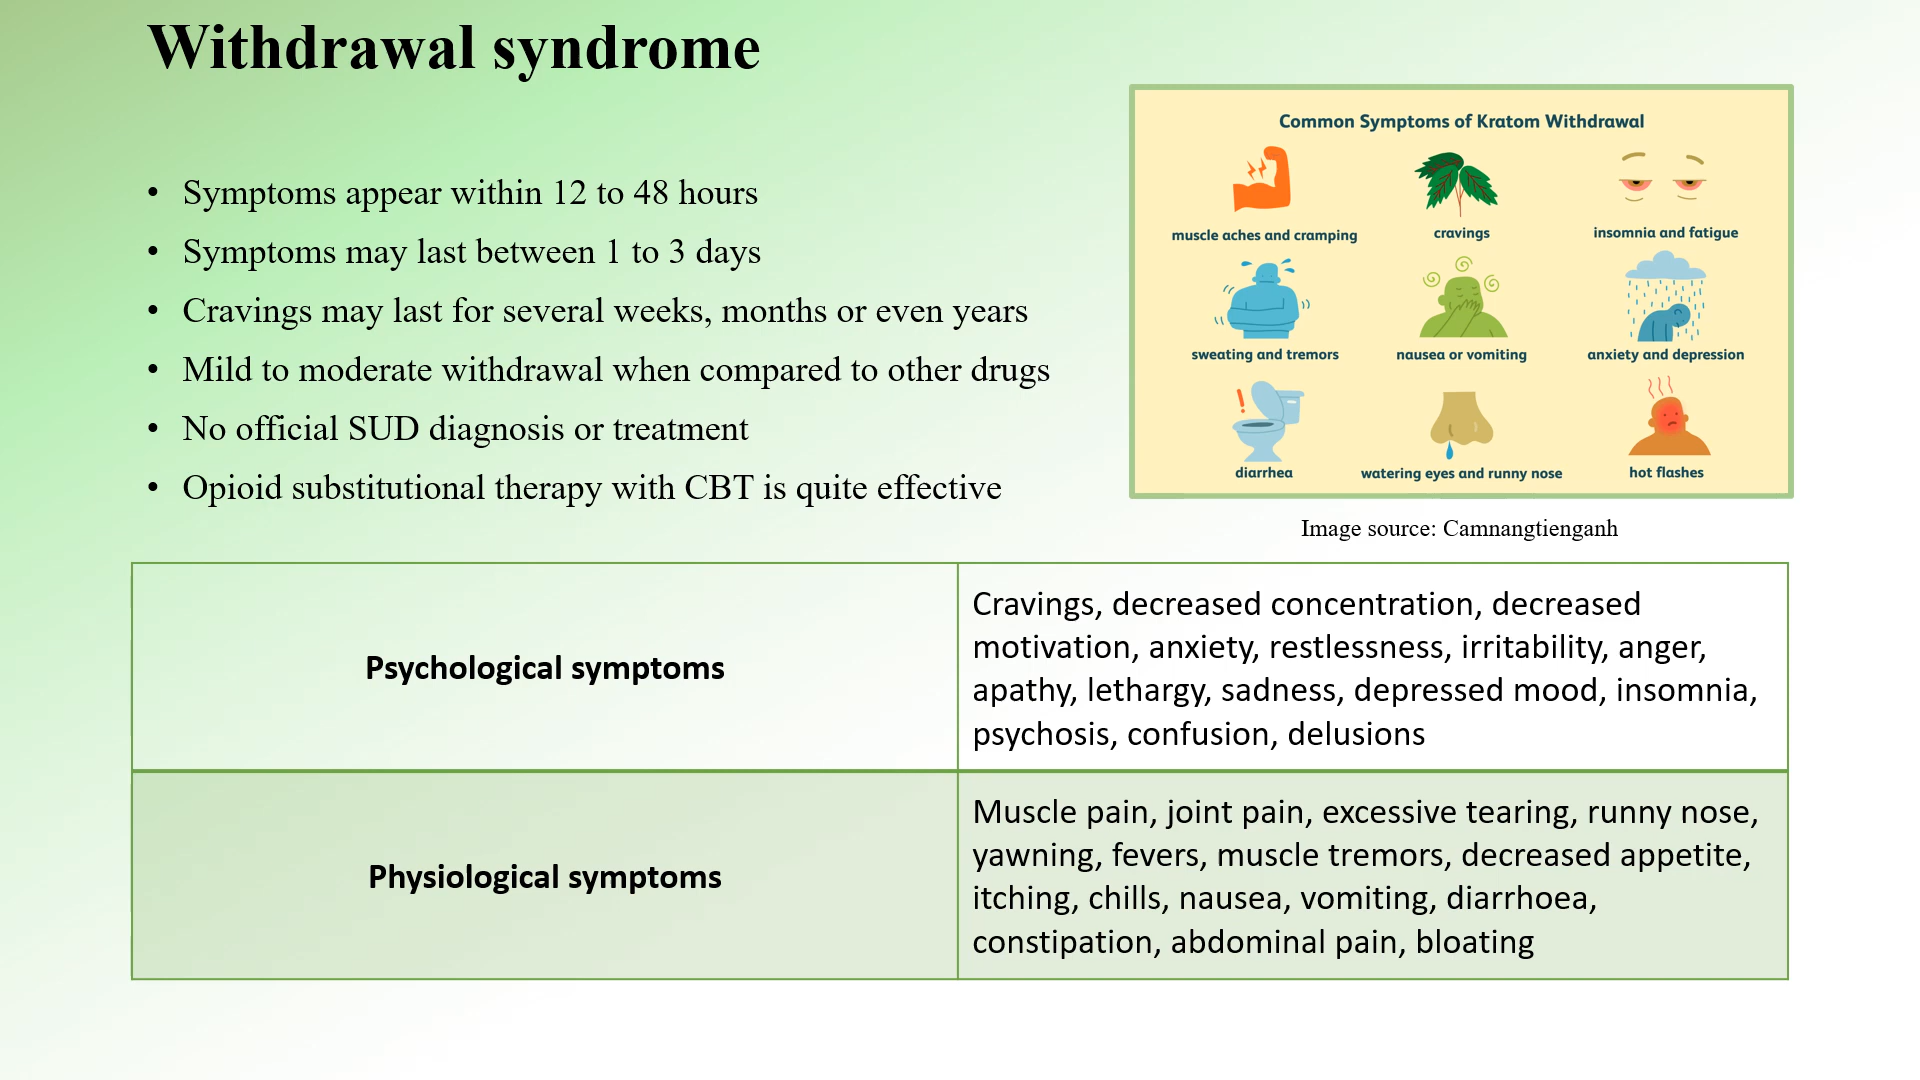 Withdrawal syndrome
• Symptoms appear within 12 to 48 hours
• Symptoms may last between 1 to 3 days
• Cravings may last for several weeks, months or even years
• Mild to moderate withdrawal when compared to other drugs
• No official SUD diagnosis or treatment
• Opioid substitutional therapy with CBT is quite effective
Common Symptoms of Kratom Withdrawal
muscle aches and cramping
cravings
insomnia and fatigue
sweating and tremors
nausea or vomiting
anxiety and depression
diarrhea
watering eyes and runny nose
hot flashes
Image source: Camnangtienganh
Psychological symptoms
Cravings, decreased concentration, decreased
motivation, anxiety, restlessness, irritability, anger,
apathy, lethargy, sadness, depressed mood, insomnia,
psychosis, confusion, delusions
Physiological symptoms
Muscle pain, joint pain, excessive tearing, runny nose,
yawning, fevers, muscle tremors, decreased appetite,
itching, chills, nausea, vomiting, diarrhoea,
constipation, abdominal pain, bloating